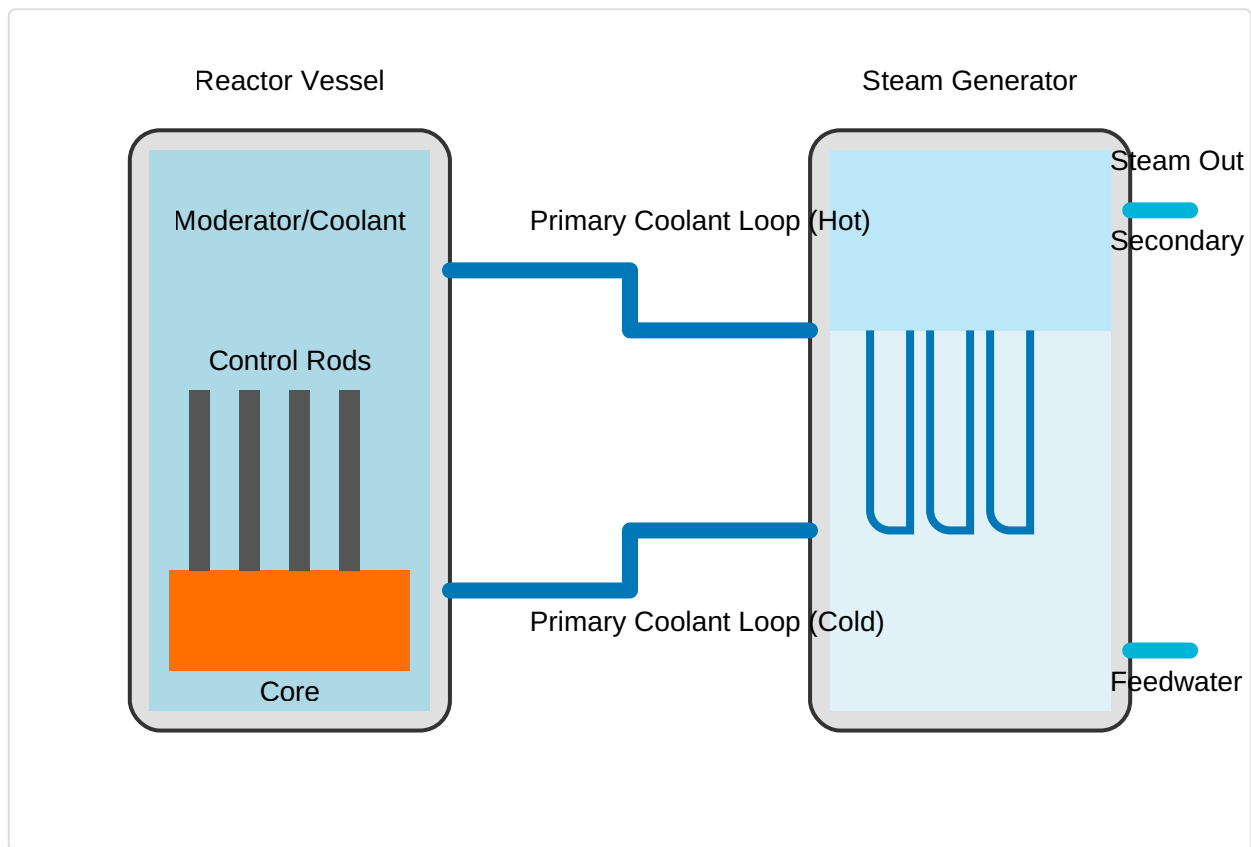 Reactor Vessel
Steam Generator
Steam Out
Moderator/Coolant
Primary Coolant Loop (Hot)
Secondary
Control Rods
Primary Coolant Loop (Cold)
Core
Feedwater